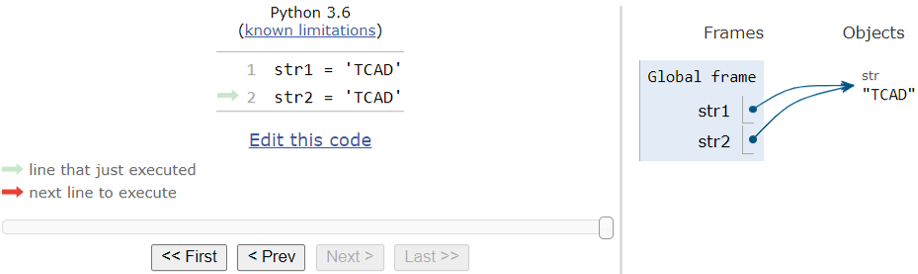 Python 3.6
(known limitations)
1 str1 = 'TCAD'
2 str2 = 'TCAD'
Edit this code
line that just executed
next line to execute
<< First < Prev Next > Last >>
Frames Objects
Global frame
str1
str2
str
"TCAD"